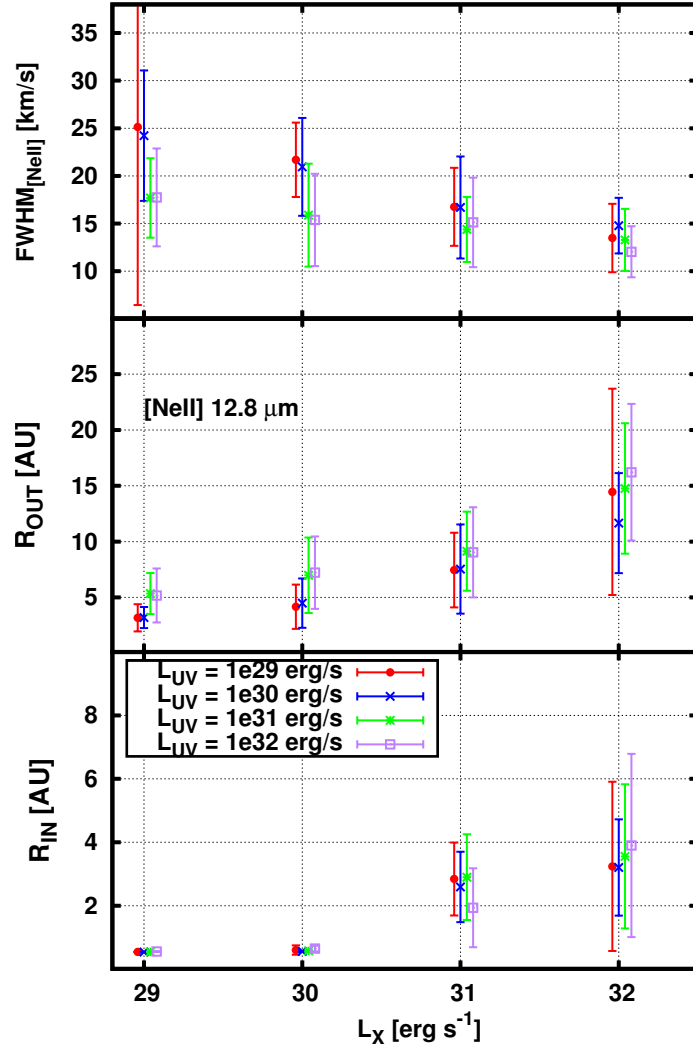 35
30
25
20
15
10
FWHM[NeII] [km/s]
25
20
15
10
5
ROUT [AU]
[NeII] 12.8 μm
8
6
4
2
RIN [AU]
LUV = 1e29 erg/s
LUV = 1e30 erg/s
LUV = 1e31 erg/s
LUV = 1e32 erg/s
29 30 31 32
LX [erg s-1]